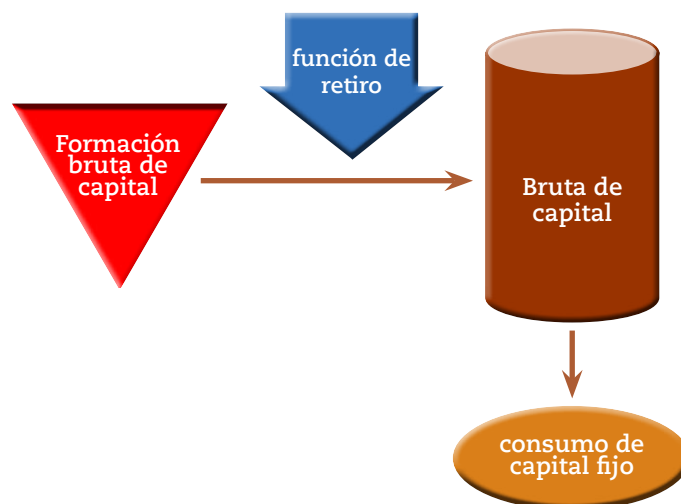 función de
retiro
Formación
bruta de
capital
Bruta de
capital
consumo de
capital fijo